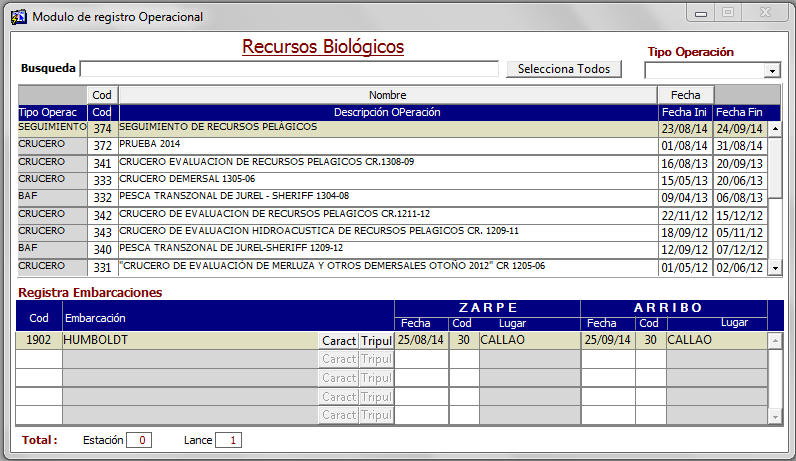 Modulo de registro Operacional
Recursos Biológicos
Tipo Operación
Busqueda Selecciona Todos
Cod Nombre Fecha
Tipo Operac Cod Descripción OPeración Fecha Ini Fecha Fin
SEGUIMIENTO 374 SEGUIMIENTO DE RECURSOS PELÁGICOS 23/08/14 24/09/14
CRUCERO 372 PRUEBA 2014 01/08/14 31/08/14
CRUCERO 341 CRUCERO EVALUACION DE RECURSOS PELAGICOS CR.1308-09 16/08/13 20/09/13
CRUCERO 333 CRUCERO DEMERSAL 1305-06 15/05/13 20/06/13
BAF 332 PESCA TRANZONAL DE JUREL - SHERIFF 1304-08 09/04/13 06/08/13
CRUCERO 342 CRUCERO DE EVALUACION DE RECURSOS PELAGICOS CR.1211-12 22/11/12 15/12/12
CRUCERO 343 CRUCERO DE EVALUACION HIDROACUSTICA DE RECURSOS PELAGICOS CR. 1209-11 18/09/12 05/11/12
BAF 340 PESCA TRANZONAL DE JUREL-SHERIFF 1209-12 12/09/12 07/12/12
CRUCERO 331 "CRUCERO DE EVALUACIÓN DE MERLUZA Y OTROS DEMERSALES OTOÑO 2012" CR 1205-06 01/05/12 02/06/12
Registra Embarcaciones
ZARPE ARRIBO
Cod Embarcación Fecha Cod Lugar Fecha Cod Lugar
1902 HUMBOLDT Caract Tripul 25/08/14 30 CALLAO 25/09/14 30 CALLAO
Caract Tripul
Caract Tripul
Caract Tripul
Caract Tripul
Total : Estación 0 Lance 1